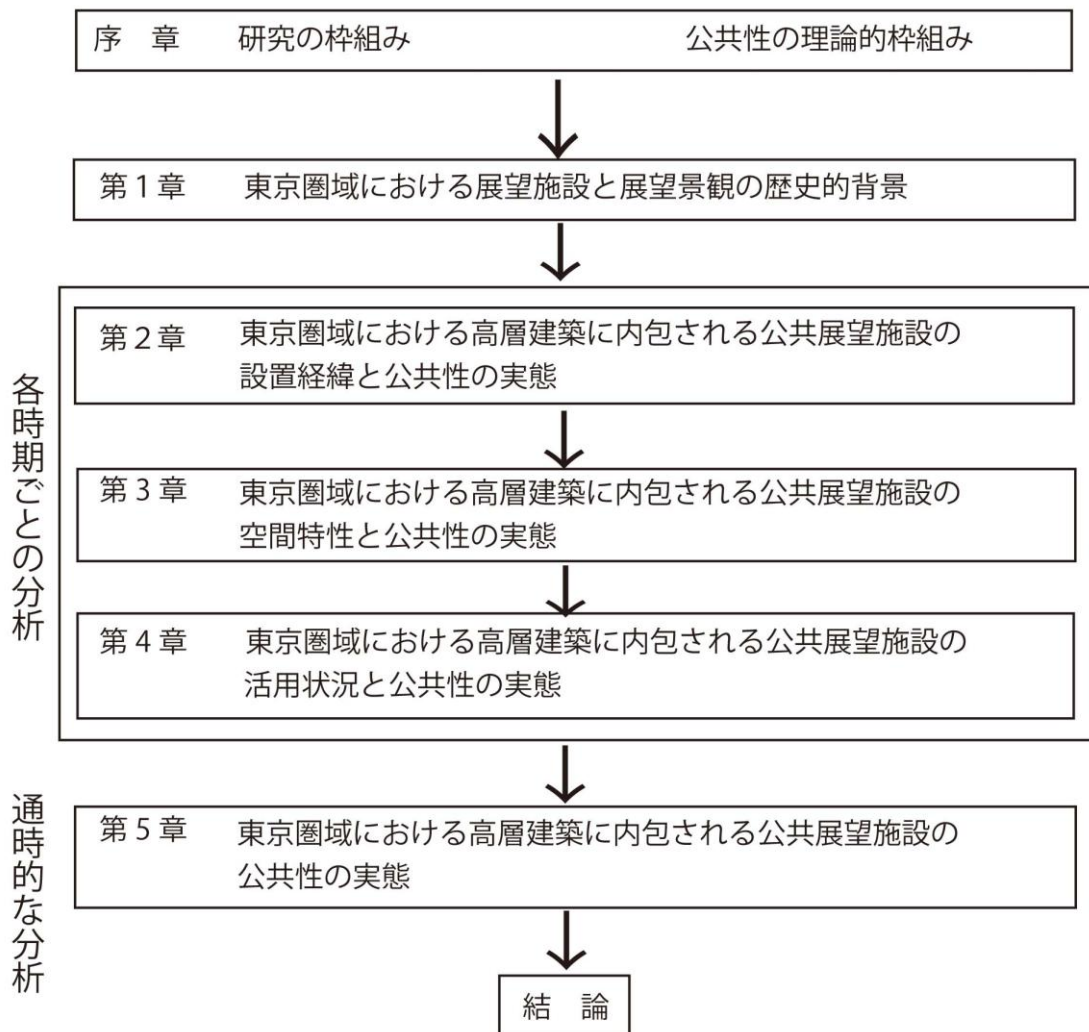 序　章　研究の枠組み　公共性の理論的枠組み
第1章　東京圏域における展望施設と展望景観の歴史的背景
各時期ごとの分析
第2章　東京圏域における高層建築に内包される公共展望施設の
設置経緯と公共性の実態
第3章　東京圏域における高層建築に内包される公共展望施設の
空間特性と公共性の実態
第4章　東京圏域における高層建築に内包される公共展望施設の
活用状況と公共性の実態
通時的な分析
第5章　東京圏域における高層建築に内包される公共展望施設の
公共性の実態
結　論